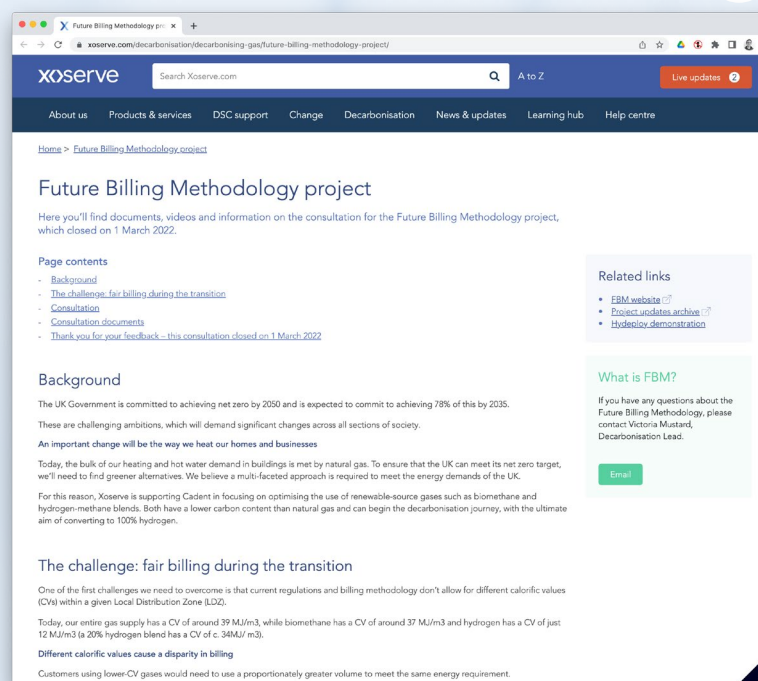 Future Billing Methodology pro
xoserve.com/decarbonisation/decarbonising-gas/future-billing-methodology-project/
xoserve
Search Xoserve.com
A to Z
Live updates 2
About us Products & services DSC support Change Decarbonisation News & updates Learning hub Help centre
Home > Future Billing Methodology project
Future Billing Methodology project
Here you'll find documents, videos and information on the consultation for the Future Billing Methodology project,
which closed on 1 March 2022.
Page contents
- Background
- The challenge: fair billing during the transition
- Consultation
- Consultation documents
- Thank you for your feedback – this consultation closed on 1 March 2022
Related links
• FBM website
• Project updates archive
• Hydeploy demonstration
What is FBM?
If you have any questions about the
Future Billing Methodology, please
contact Victoria Mustard,
Decarbonisation Lead.
Email
Background
The UK Government is committed to achieving net zero by 2050 and is expected to commit to achieving 78% of this by 2035.
These are challenging ambitions, which will demand significant changes across all sections of society.
An important change will be the way we heat our homes and businesses
Today, the bulk of our heating and hot water demand in buildings is met by natural gas. To ensure that the UK can meet its net zero target,
we'll need to find greener alternatives. We believe a multi-faceted approach is required to meet the energy demands of the UK.
For this reason, Xoserve is supporting Cadent in focusing on optimising the use of renewable-source gases such as biomethane and
hydrogen-methane blends. Both have a lower carbon content than natural gas and can begin the decarbonisation journey, with the ultimate
aim of converting to 100% hydrogen.
The challenge: fair billing during the transition
One of the first challenges we need to overcome is that current regulations and billing methodology don't allow for different calorific values
(CVs) within a given Local Distribution Zone (LDZ).
Today, our entire gas supply has a CV of around 39 MJ/m3, while biomethane has a CV of around 37 MJ/m3 and hydrogen has a CV of just
12 MJ/m3 (a 20% hydrogen blend has a CV of c. 34MJ/ m3).
Different calorific values cause a disparity in billing
Customers using lower-CV gases would need to use a proportionately greater volume to meet the same energy requirement.